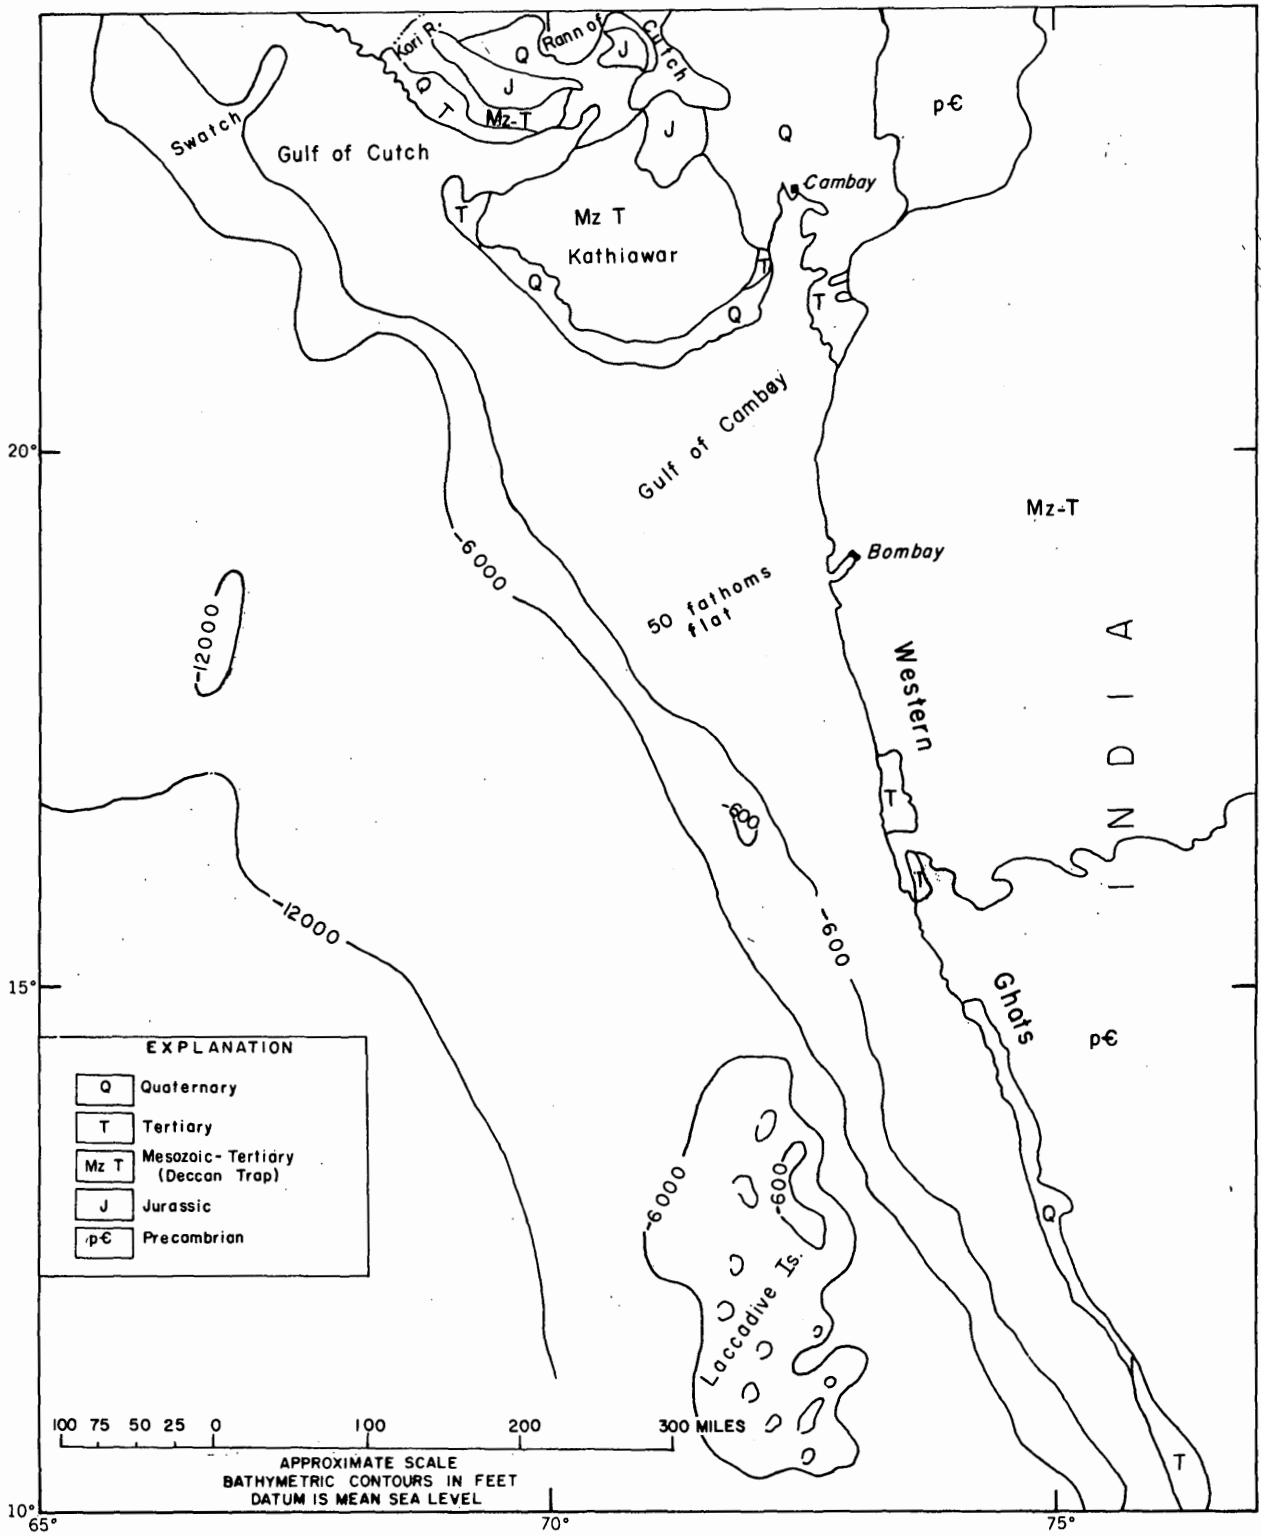 Kori R.
Q
Rann of
Cutch
J
J
Q
T
Mz-T
J
Q
p€
Swatch
Gulf of Cutch
Cambay
T
Mz T
Kathiawar
T
Q
T
Q
Gulf of Cambay
20°
Mz-T
-6000
Bombay
50 fathoms
flat
-12000
Western
INDIA
T
-600
T
-12000
-600
15°
Ghats
p€
EXPLANATION
Q Quaternary
T Tertiary
Mz T Mesozoic-Tertiary
(Deccan Trap)
J Jurassic
p€ Precambrian
-6000
-600
Q
Laccadive Is.
T
100 75 50 25 0 100 200 300 MILES
APPROXIMATE SCALE
BATHYMETRIC CONTOURS IN FEET
DATUM IS MEAN SEA LEVEL
10°
65° 70° 75°